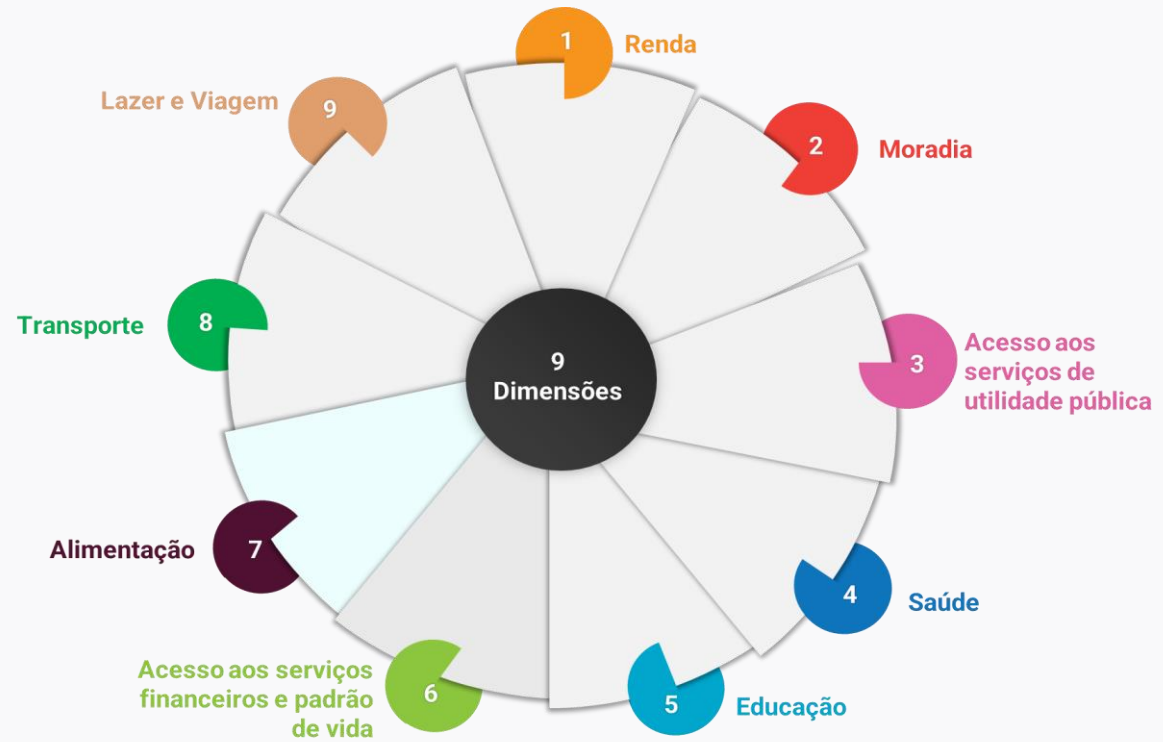 1
Renda
2
Moradia
3
Acesso aos
serviços de
utilidade pública
4
Saúde
5
Educação
6
Acesso aos serviços
financeiros e padrão
de vida
7
Alimentação
8
Transporte
9
Lazer e Viagem
9
Dimensões